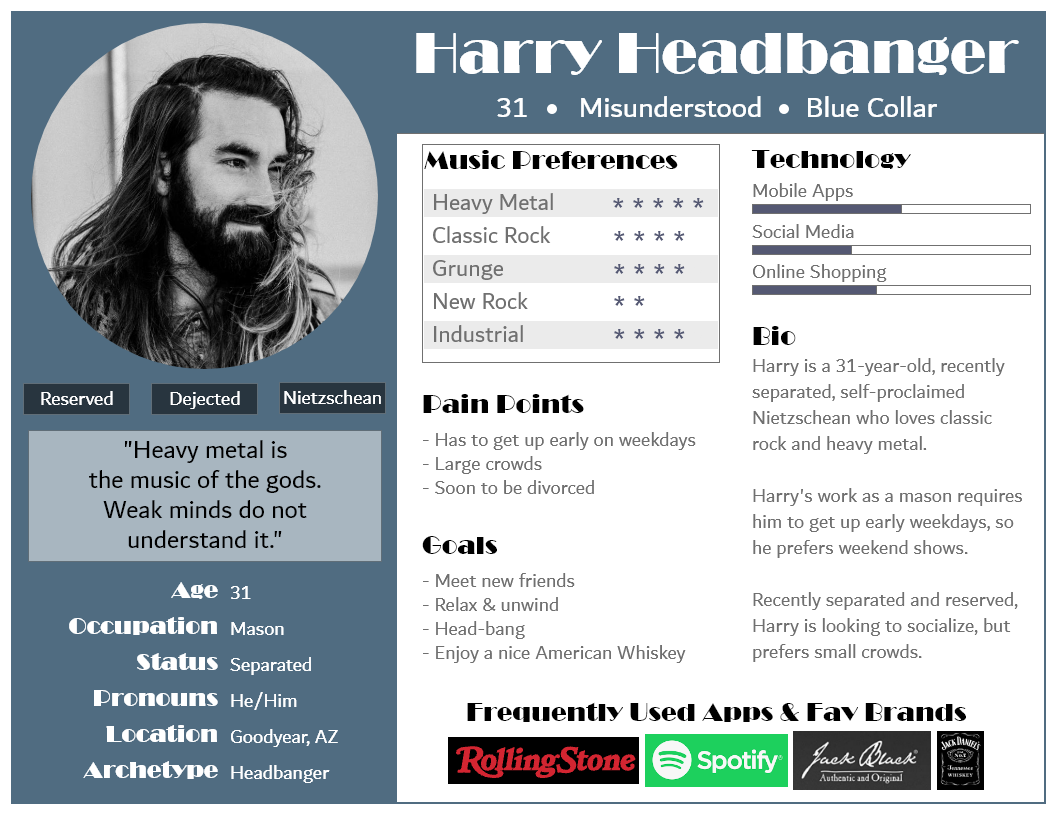 Harry Headbanger
31 • Misunderstood • Blue Collar
Reserved
Dejected
Nietzschean
"Heavy metal is
the music of the gods.
Weak minds do not
understand it."
Age 31
Occupation Mason
Status Separated
Pronouns He/Him
Location Goodyear, AZ
Archetype Headbanger
Music Preferences
Heavy Metal * * * * *
Classic Rock * * * *
Grunge * * * *
New Rock * *
Industrial * * * *
Pain Points
- Has to get up early on weekdays
- Large crowds
- Soon to be divorced
Goals
- Meet new friends
- Relax & unwind
- Head-bang
- Enjoy a nice American Whiskey
Technology
Mobile Apps
Social Media
Online Shopping
Bio
Harry is a 31-year-old, recently
separated, self-proclaimed
Nietzschean who loves classic
rock and heavy metal.
Harry's work as a mason requires
him to get up early weekdays, so
he prefers weekend shows.
Recently separated and reserved,
Harry is looking to socialize, but
prefers small crowds.
Frequently Used Apps & Fav Brands
RollingStone
Spotify®
Jack Black®
Authentic and Original
JACK DANIEL'S
Tennessee
WHISKEY